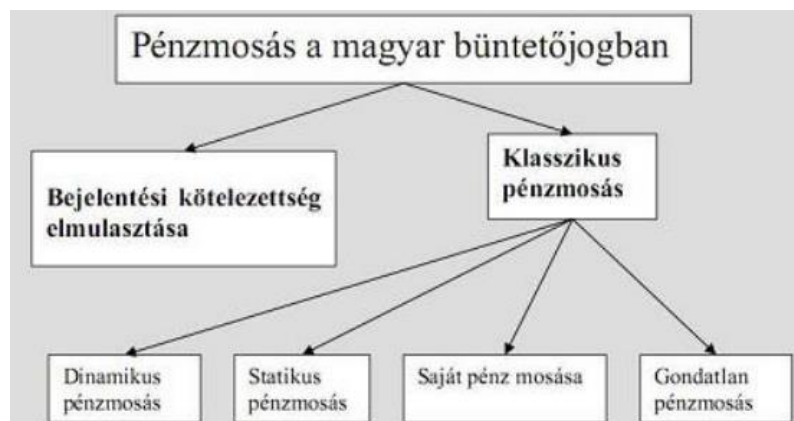 Pénzmosás a magyar büntetőjogban
Bejelentési kötelezettség
elmulasztása
Klasszikus
pénzmosás
Dinamikus
pénzmosás
Statikus
pénzmosás
Saját pénz mosása
Gondatlan
pénzmosás